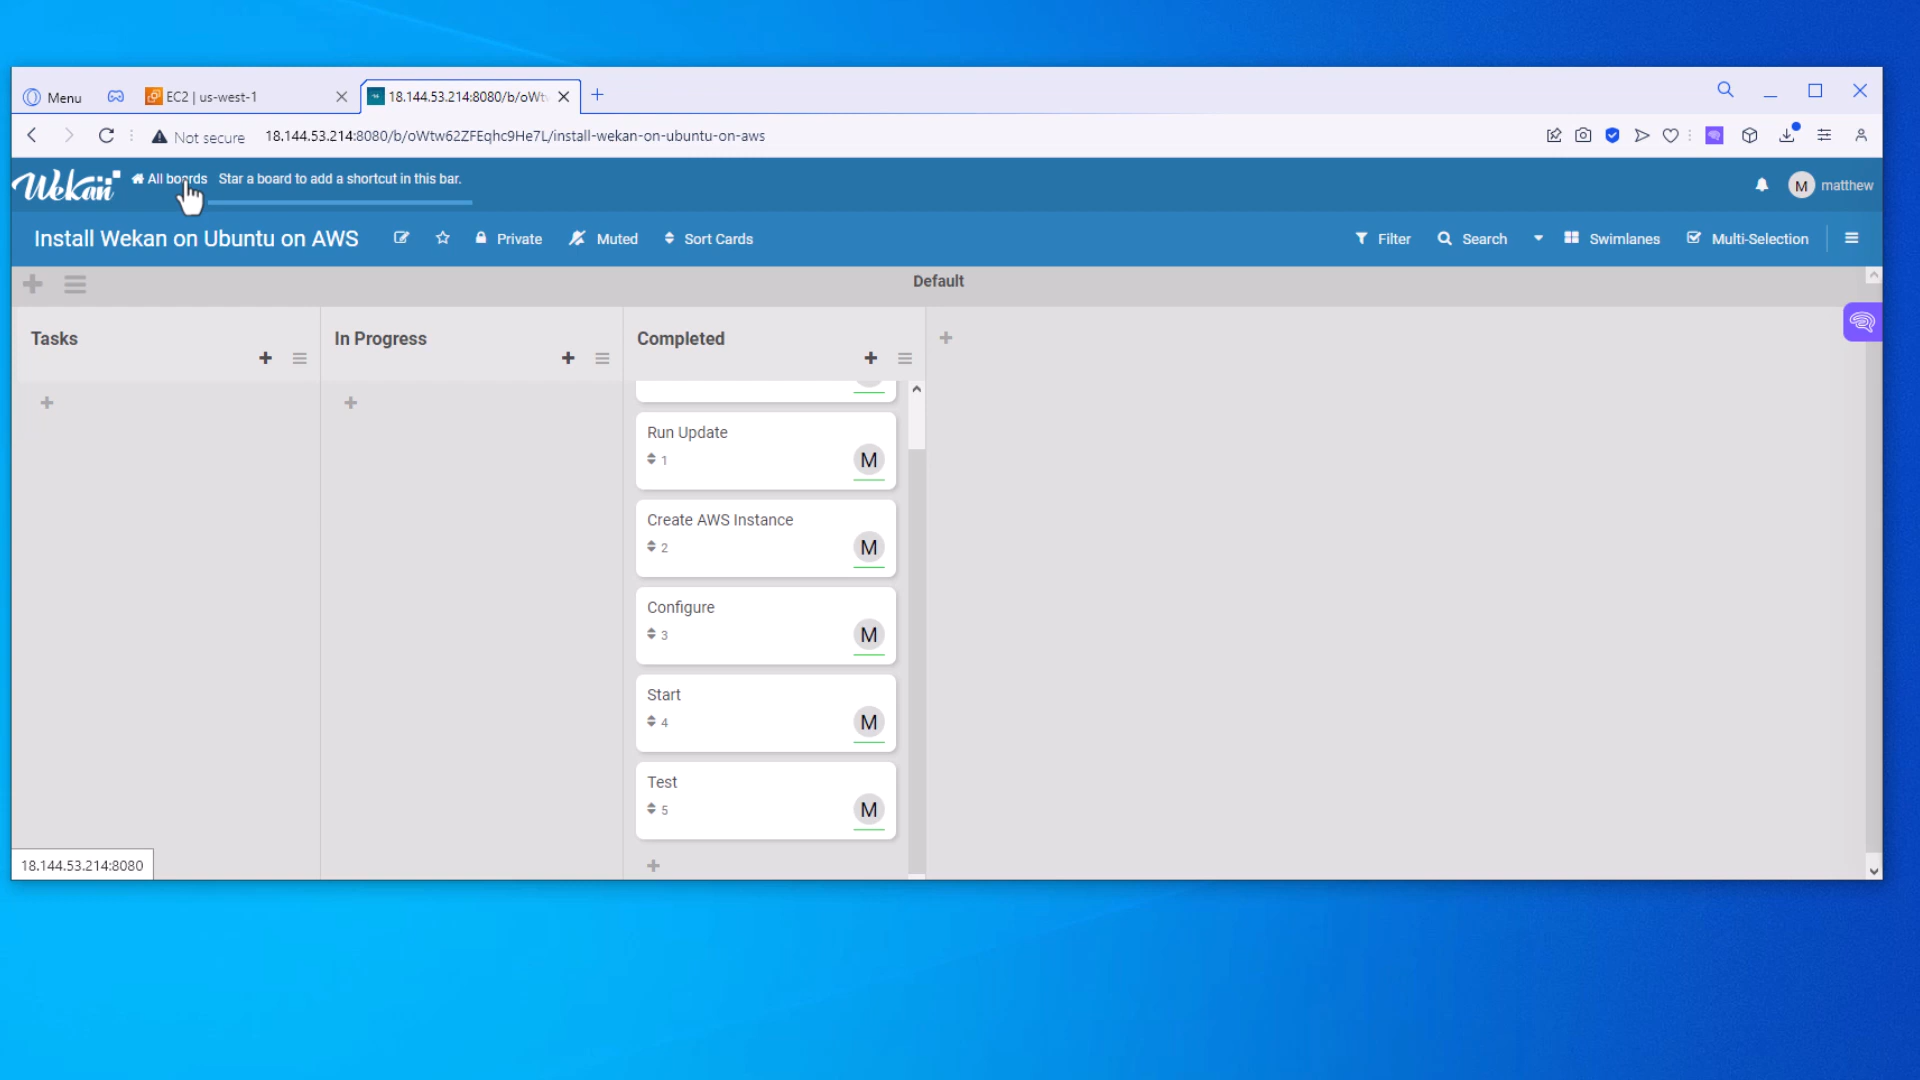 Menu
EC2 | us-west-1
18.144.53.214:8080/b/oWtw
Not secure
18.144.53.214:8080/b/oWtw62ZFEqhc9He7L/install-wekan-on-ubuntu-on-aws
Wekan
All boards
Star a board to add a shortcut in this bar.
M
matthew
Install Wekan on Ubuntu on AWS
Private
Muted
Sort Cards
Filter
Search
Swimlanes
Multi-Selection
Default
Tasks
In Progress
Completed
Run Update
1
M
Create AWS Instance
2
M
Configure
3
M
Start
4
M
Test
5
M
18.144.53.214:8080